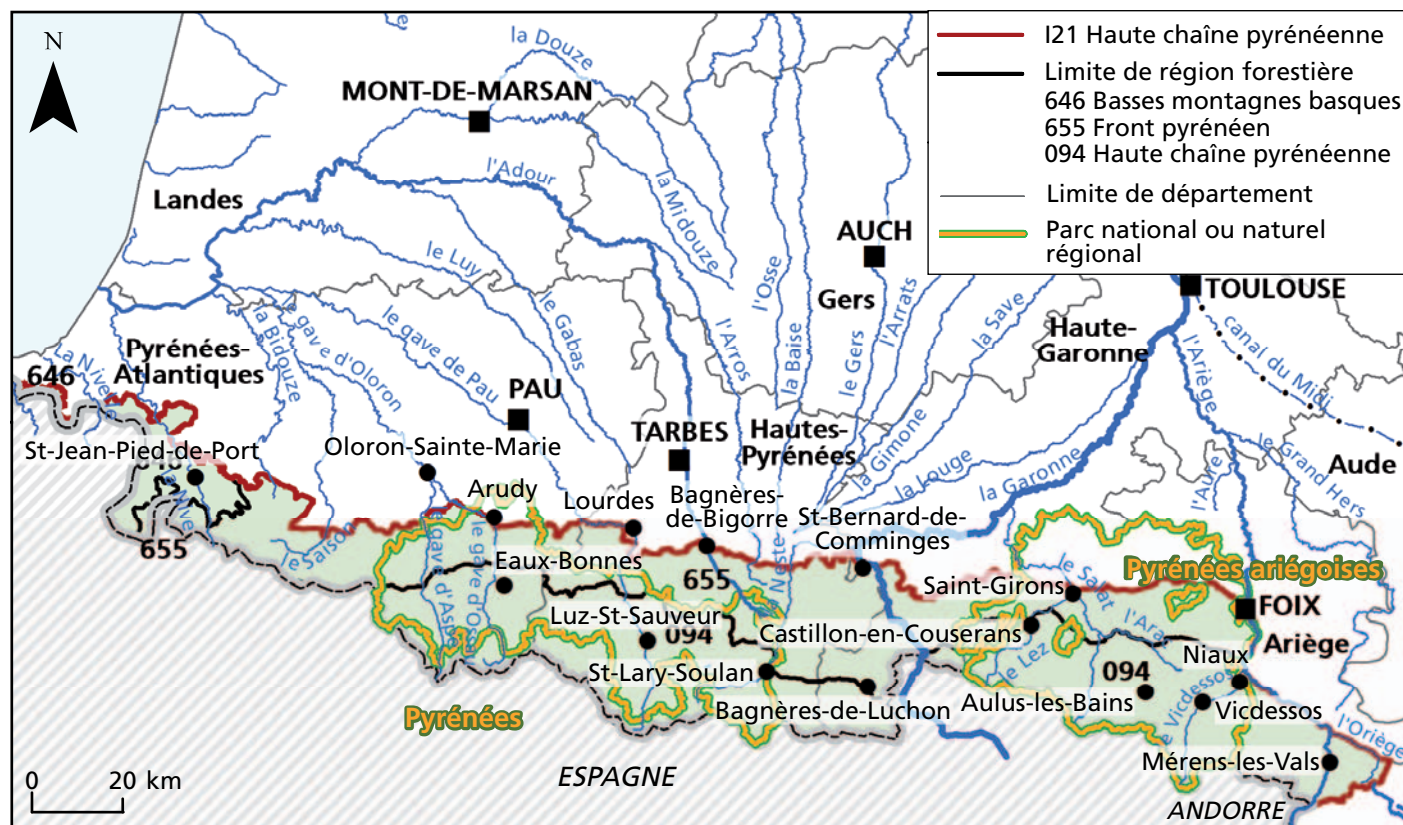 N
I21 Haute chaîne pyrénéenne
Limite de région forestière
646 Basses montagnes basques
655 Front pyrénéen
094 Haute chaîne pyrénéenne
Limite de département
Parc national ou naturel
régional
la Douze
MONT-DE-MARSAN
l'Adour
Landes
la Midouze
AUCH
l'Osse
Gers
l'Arrats
le Luy
la Save
TOULOUSE
Haute-
Garonne
canal du Midi
le Gabas
la Baïse
le Gers
l'Arros
le gave de Pau
le gave d'Oloron
la Bidouze
La Nivelle
Pyrénées-
Atlantiques
646
PAU
l'Ariège
TARBES
Hautes-
Pyrénées
la Gimone
la Louge
la Garonne
le Grand Hers
Aude
St-Jean-Pied-de-Port
Oloron-Sainte-Marie
Arudy
Lourdes
Bagnères-
de-Bigorre
St-Bernard-de-
Comminges
655
le Saison
le gave d'Aspe
le gave d'Ossau
Eaux-Bonnes
655
Saint-Girons
Pyrénées ariégoises
le Salat
FOIX
Ariège
Luz-St-Sauveur
094
Castillon-en-Couserans
le Lez
Niaux
St-Lary-Soulan
094
Pyrénées
Bagnères-de-Luchon
Aulus-les-Bains
le Vicdessos
Vicdessos
l'Oriège
Mérens-les-Vals
0
20 km
ESPAGNE
ANDORRE